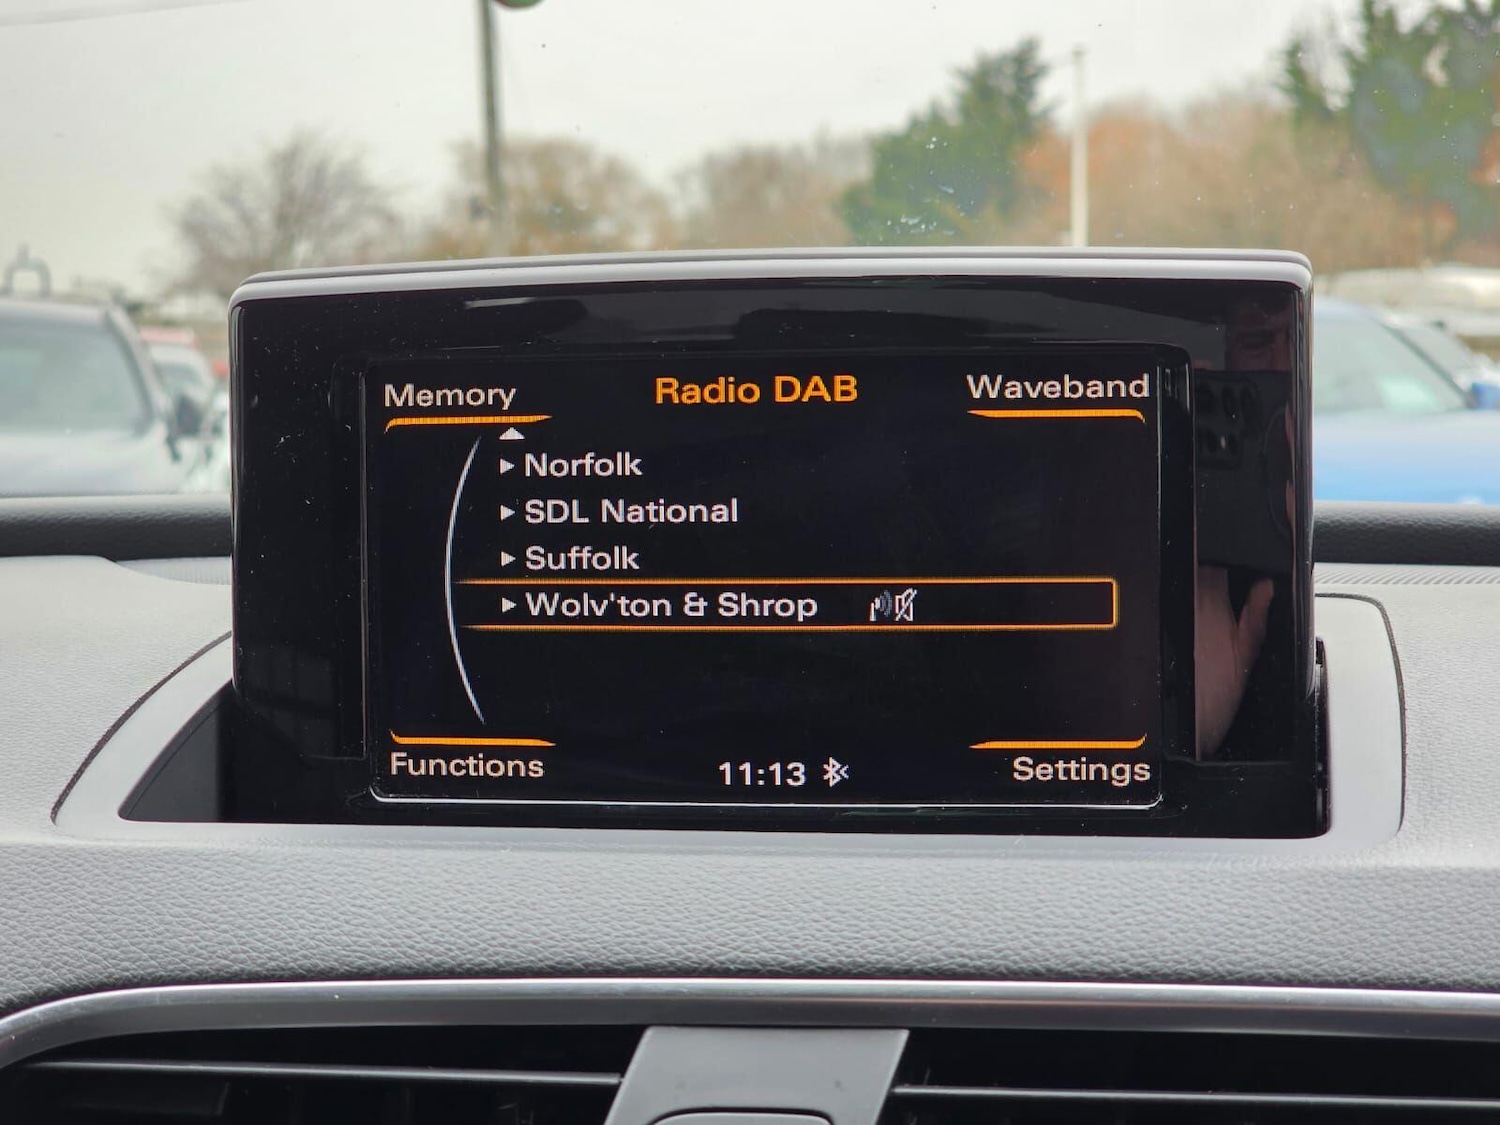 Memory Radio DAB Waveband
Norfolk
SDL National
Suffolk
Wolv'ton & Shrop
Functions 11:13 Settings